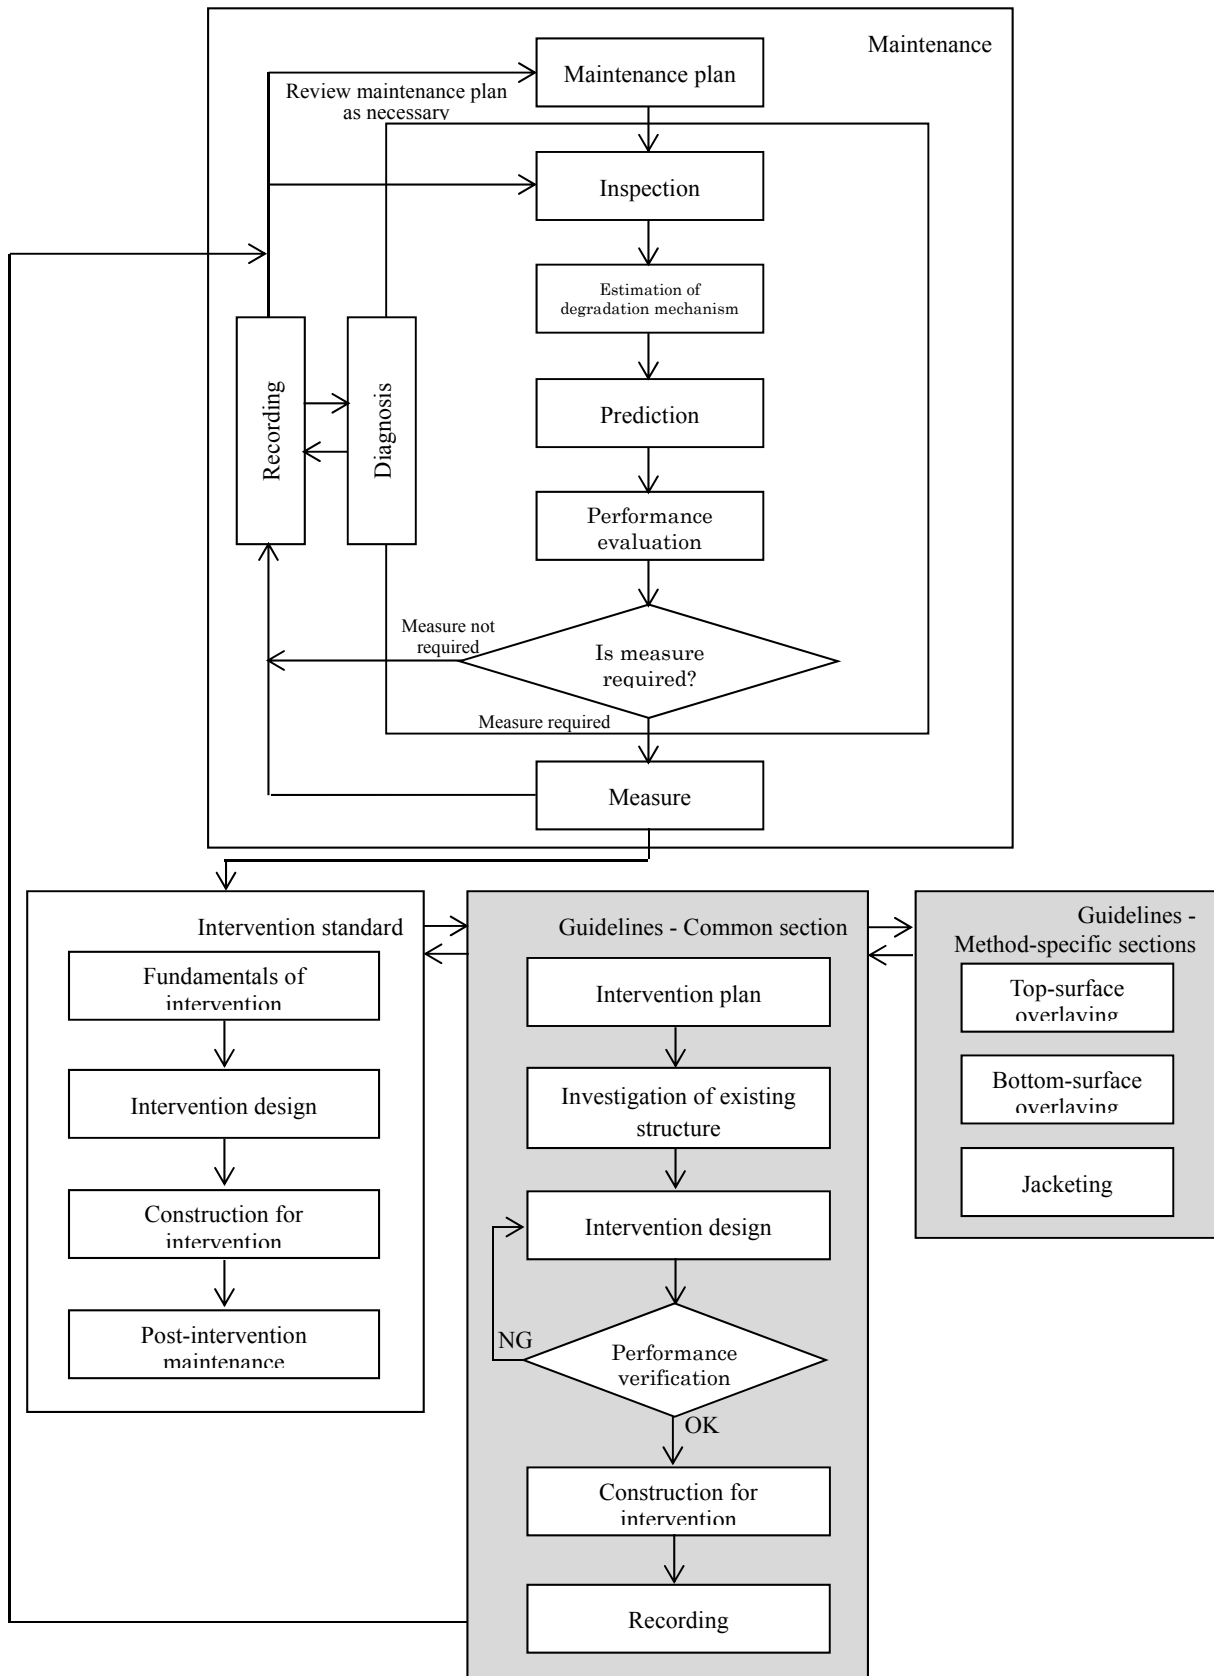 Maintenance
Maintenance plan
Review maintenance plan
as necessary
Inspection
Estimation of
degradation mechanism
Recording
Diagnosis
Prediction
Performance
evaluation
Measure not
required
Is measure
required?
Measure required
Measure
Intervention standard
Fundamentals of
intervention
Intervention design
Construction for
intervention
Post-intervention
maintenance
Guidelines - Common section
Intervention plan
Investigation of existing
structure
Intervention design
NG
Performance
verification
OK
Construction for
intervention
Recording
Guidelines -
Method-specific sections
Top-surface
overlaying
Bottom-surface
overlaying
Jacketing